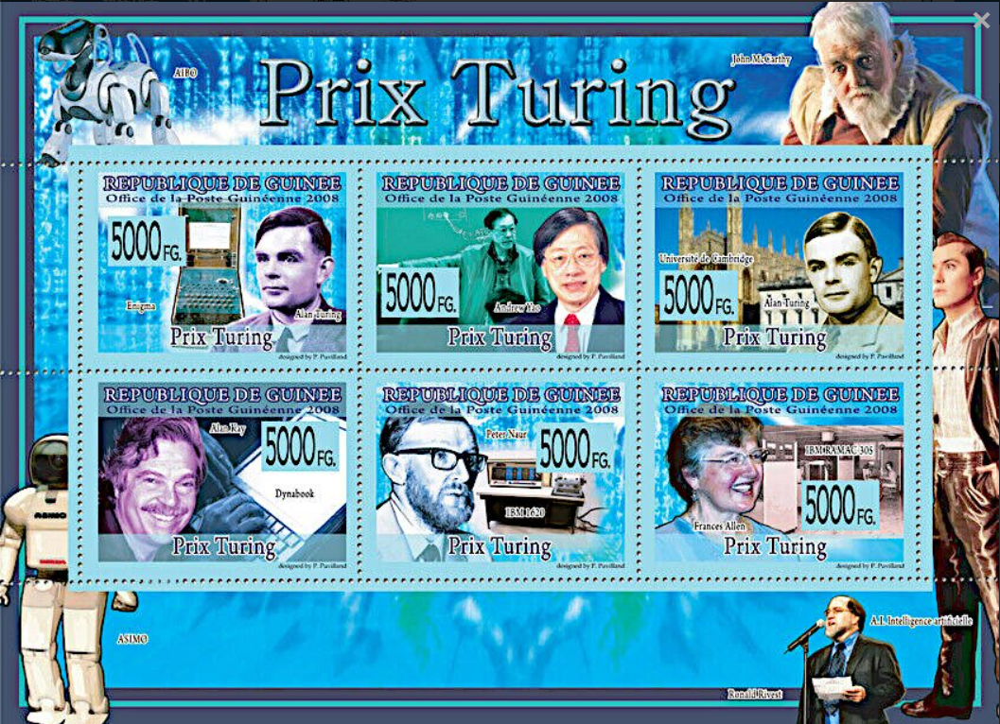 AIBO
John McCarthy
Prix Turing
REPUBLIQUE DE GUINEE
Office de la Poste Guinéenne 2008
5000 FG.
Enigma
Alan Turing
Prix Turing
designed by P. Pavilland
REPUBLIQUE DE GUINEE
Office de la Poste Guinéenne 2008
5000 FG.
Andrew Yao
Prix Turing
designed by P. Pavilland
REPUBLIQUE DE GUINEE
Office de la Poste Guinéenne 2008
Université de Cambridge
5000 FG.
Alan Turing
Prix Turing
designed by P. Pavilland
REPUBLIQUE DE GUINEE
Office de la Poste Guinéenne 2008
Alan Kay
5000 FG.
Dynabook
Prix Turing
designed by P. Pavilland
REPUBLIQUE DE GUINEE
Office de la Poste Guinéenne 2008
Peter Naur
5000 FG.
IBM 1620
Prix Turing
designed by P. Pavilland
REPUBLIQUE DE GUINEE
Office de la Poste Guinéenne 2008
IBM RAMAC 305
5000 FG.
Frances Allen
Prix Turing
designed by P. Pavilland
ASIMO
ASIMO
A.I. Intelligence artificielle
Ronald Rivest